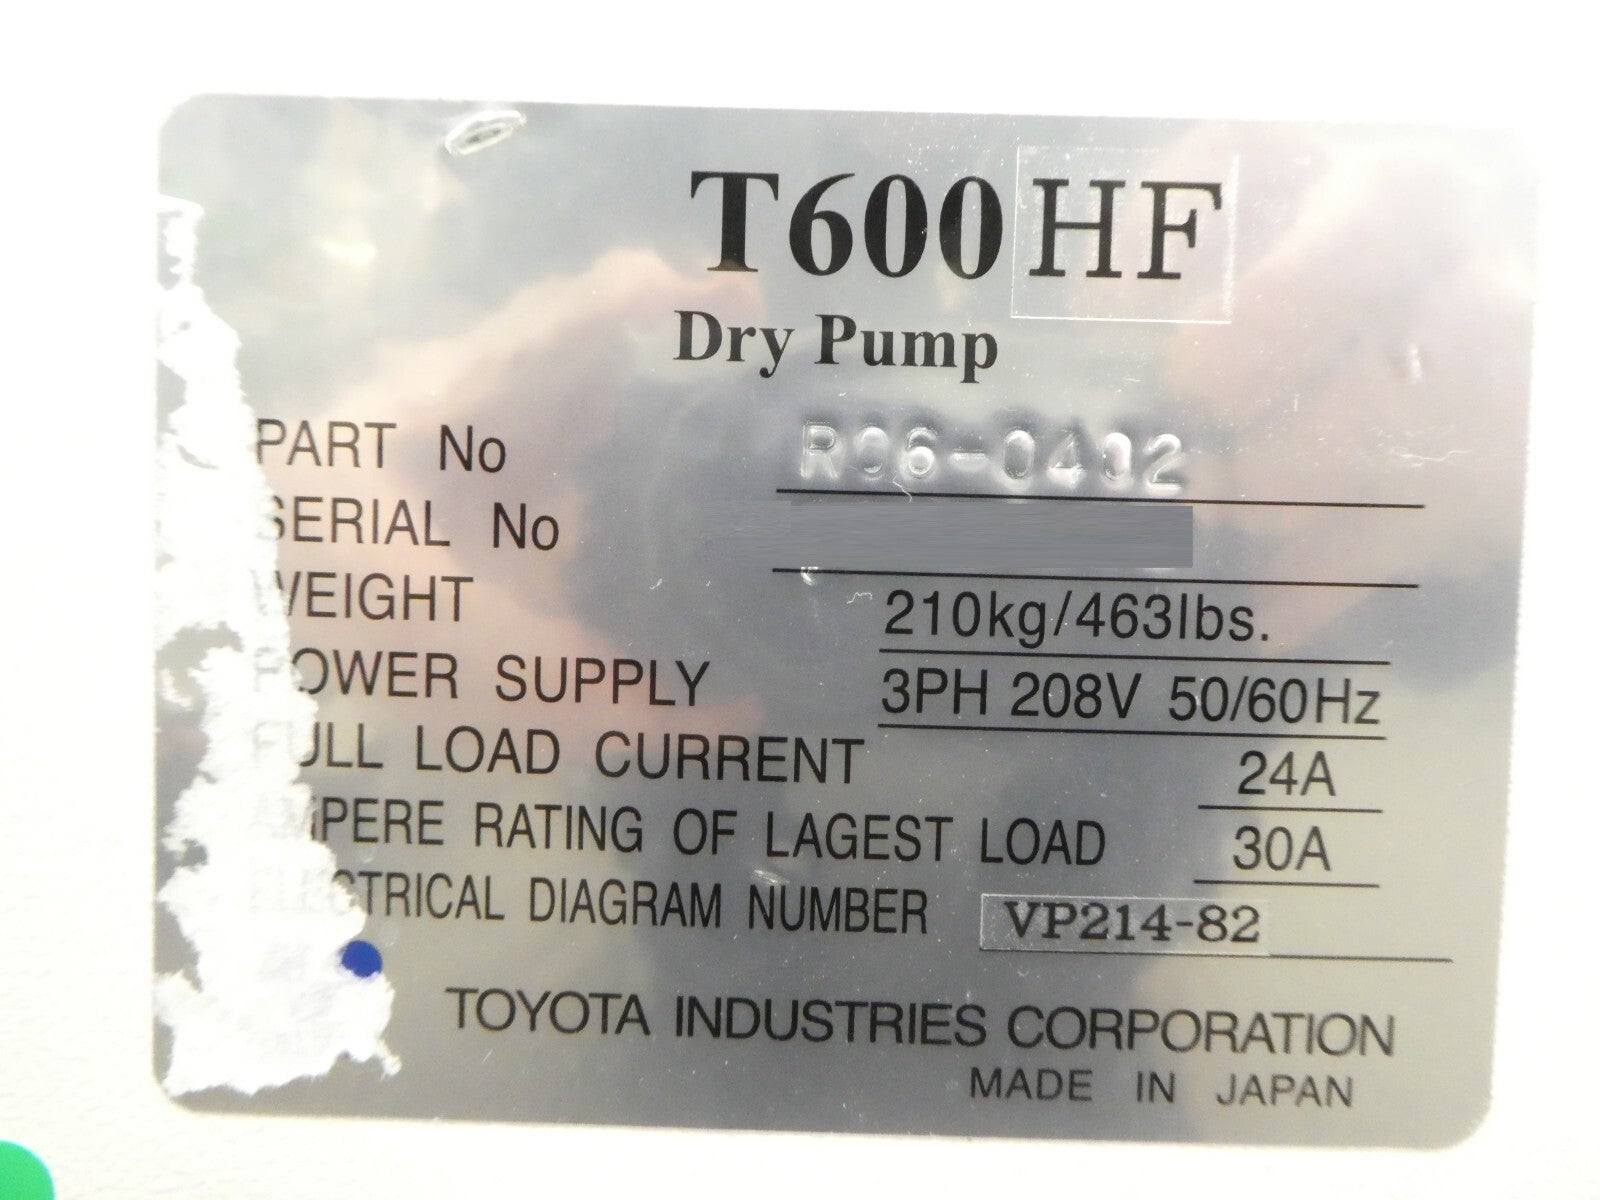 T600HF
Dry Pump
PART No R06-0402
SERIAL No
WEIGHT 210kg/463lbs.
POWER SUPPLY 3PH 208V 50/60Hz
FULL LOAD CURRENT 24A
AMPERE RATING OF LAGEST LOAD 30A
ELECTRICAL DIAGRAM NUMBER VP214-82
TOYOTA INDUSTRIES CORPORATION
MADE IN JAPAN